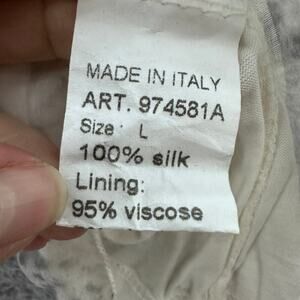 MADE IN ITALY
ART. 974581A
Size: L
100% silk
Lining:
95% viscose